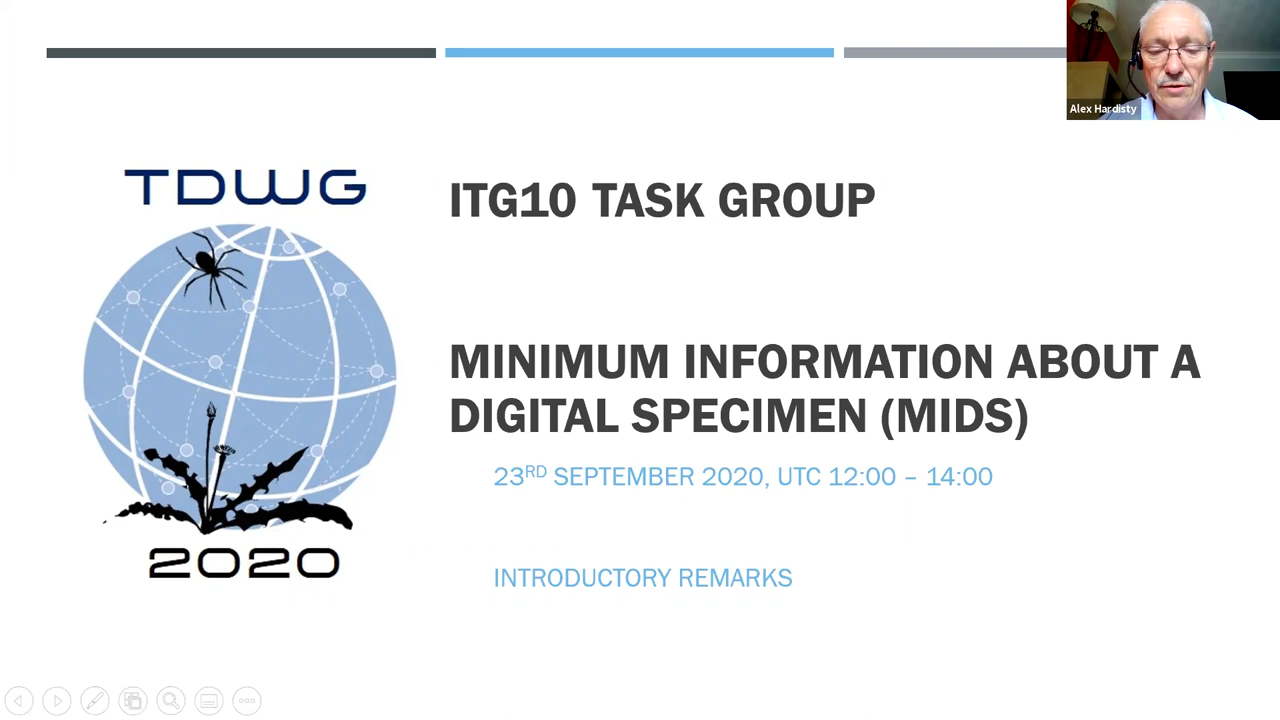 Alex Hardisty
TDWG
2020
ITG10 TASK GROUP
MINIMUM INFORMATION ABOUT A
DIGITAL SPECIMEN (MIDS)
23RD SEPTEMBER 2020, UTC 12:00 – 14:00
INTRODUCTORY REMARKS